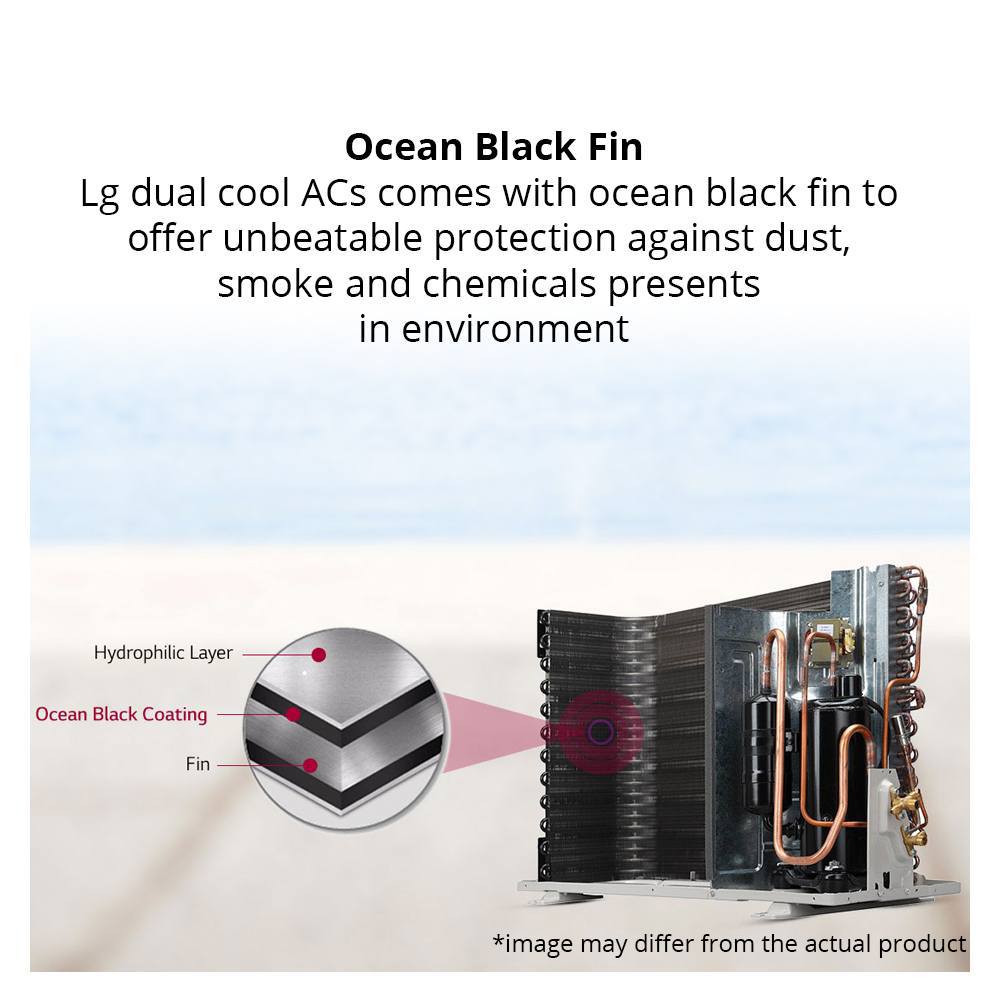 Ocean Black Fin
Lg dual cool ACs comes with ocean black fin to
offer unbeatable protection against dust,
smoke and chemicals presents
in environment
Hydrophilic Layer
Ocean Black Coating
Fin
*image may differ from the actual product